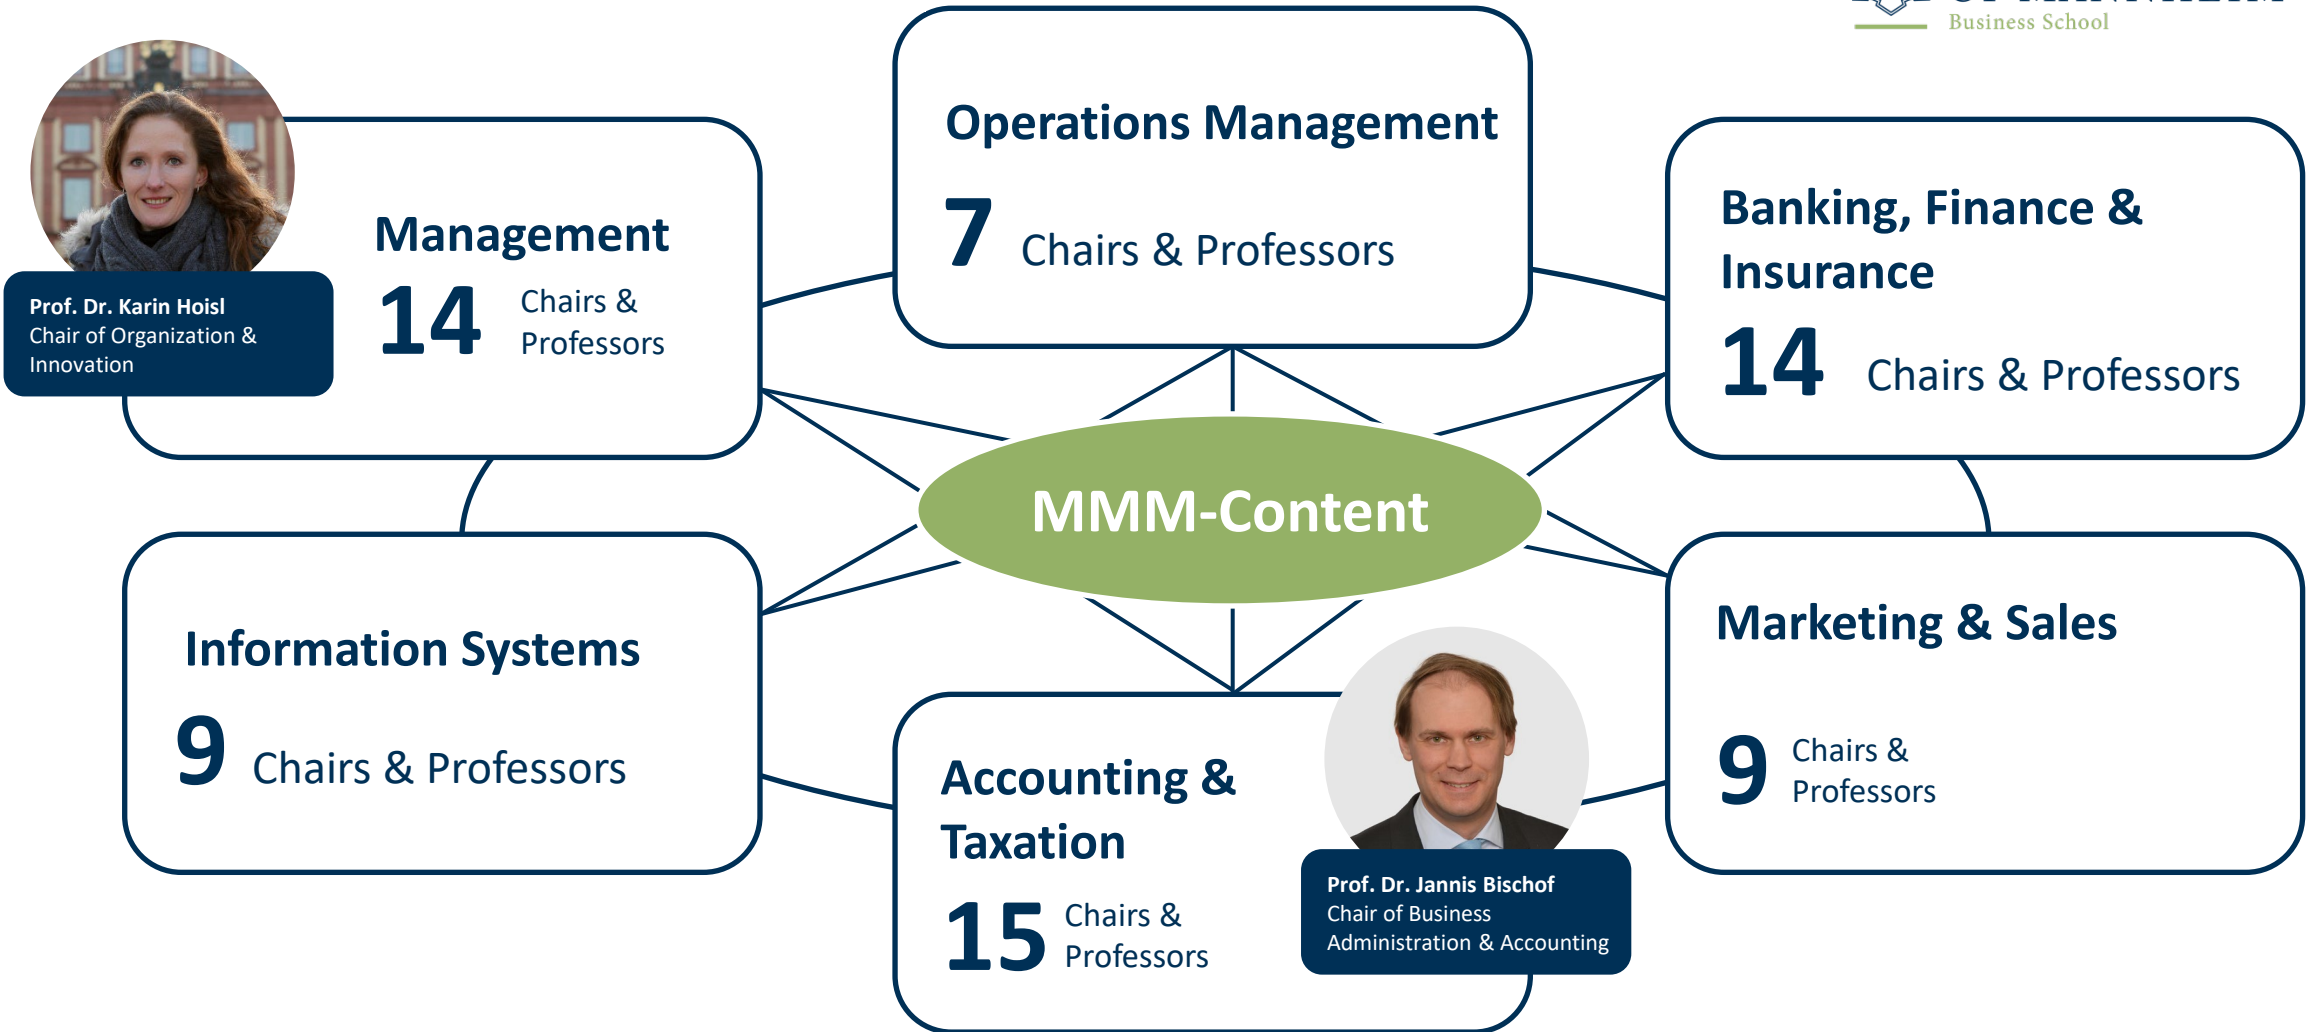 Business School
Operations Management
7 Chairs & Professors
Management
14 Chairs &
Professors
Prof. Dr. Karin Hoisl
Chair of Organization &
Innovation
Banking, Finance &
Insurance
14 Chairs & Professors
MMM-Content
Information Systems
9 Chairs & Professors
Marketing & Sales
9 Chairs &
Professors
Accounting &
Taxation
15 Chairs &
Professors
Prof. Dr. Jannis Bischof
Chair of Business
Administration & Accounting